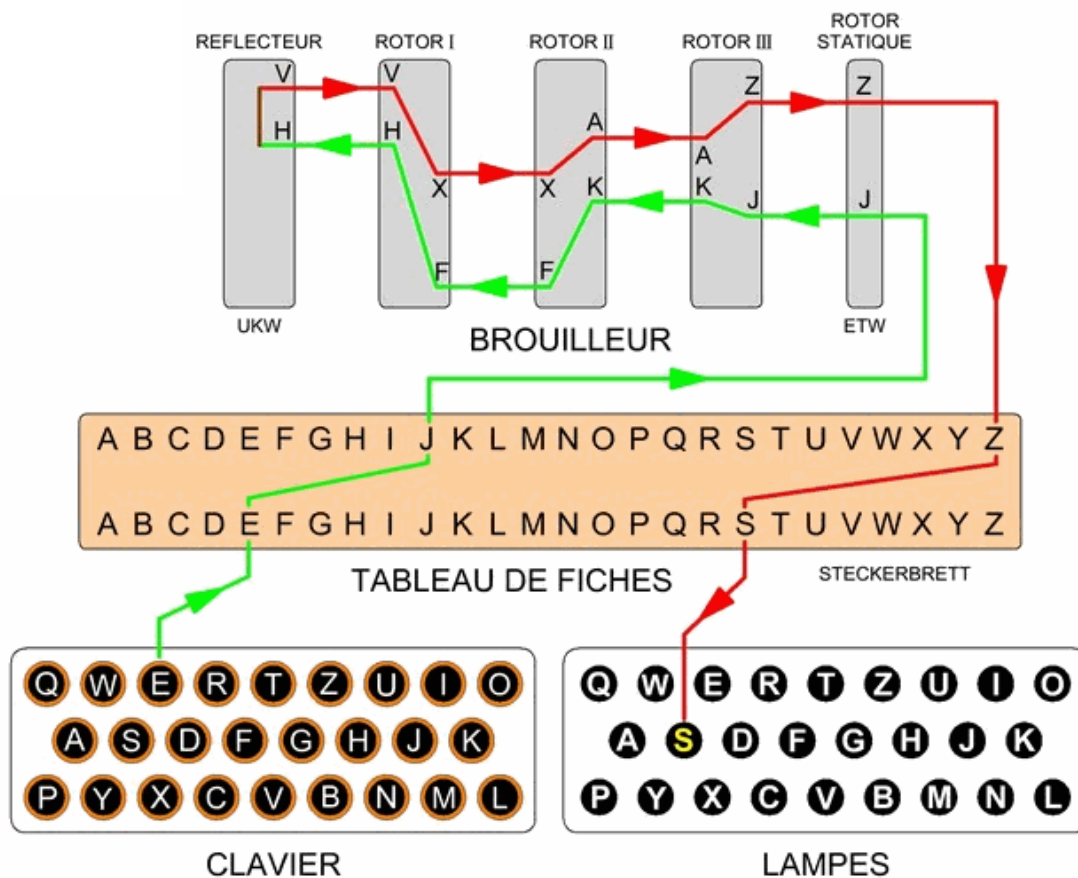 REFLECTEUR ROTOR I ROTOR II ROTOR III ROTOR
STATIQUE
V V Z Z
H H A
X X A
K K J J
F F
UKW ETW
BROUILLEUR
A B C D E F G H I J K L M N O P Q R S T U V W X Y Z
A B C D E F G H I J K L M N O P Q R S T U V W X Y Z
TABLEAU DE FICHES STECKERBRETT
Q W E R T Z U I O
A S D F G H J K
P Y X C V B N M L
CLAVIER
Q W E R T Z U I O
A S D F G H J K
P Y X C V B M N L
LAMPES